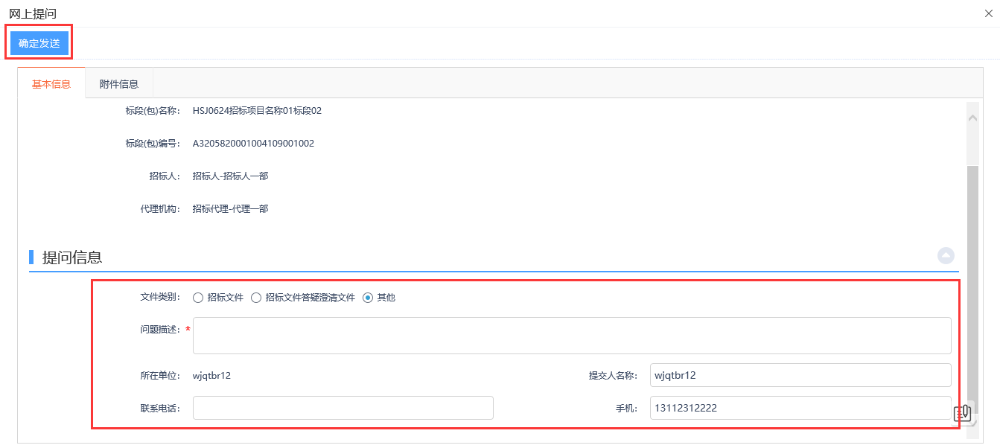 网上提问
确定发送
基本信息 附件信息
标段(包)名称： HSJ0624招标项目名称01标段02
标段(包)编号： A3205820001004109001002
招标人： 招标人-招标人一部
代理机构： 招标代理-代理一部
提问信息
文件类别： 招标文件 招标文件答疑澄清文件 其他
问题描述：*
所在单位： wjqtbr12 提交人名称： wjqtbr12
联系电话： 手机： 13112312222